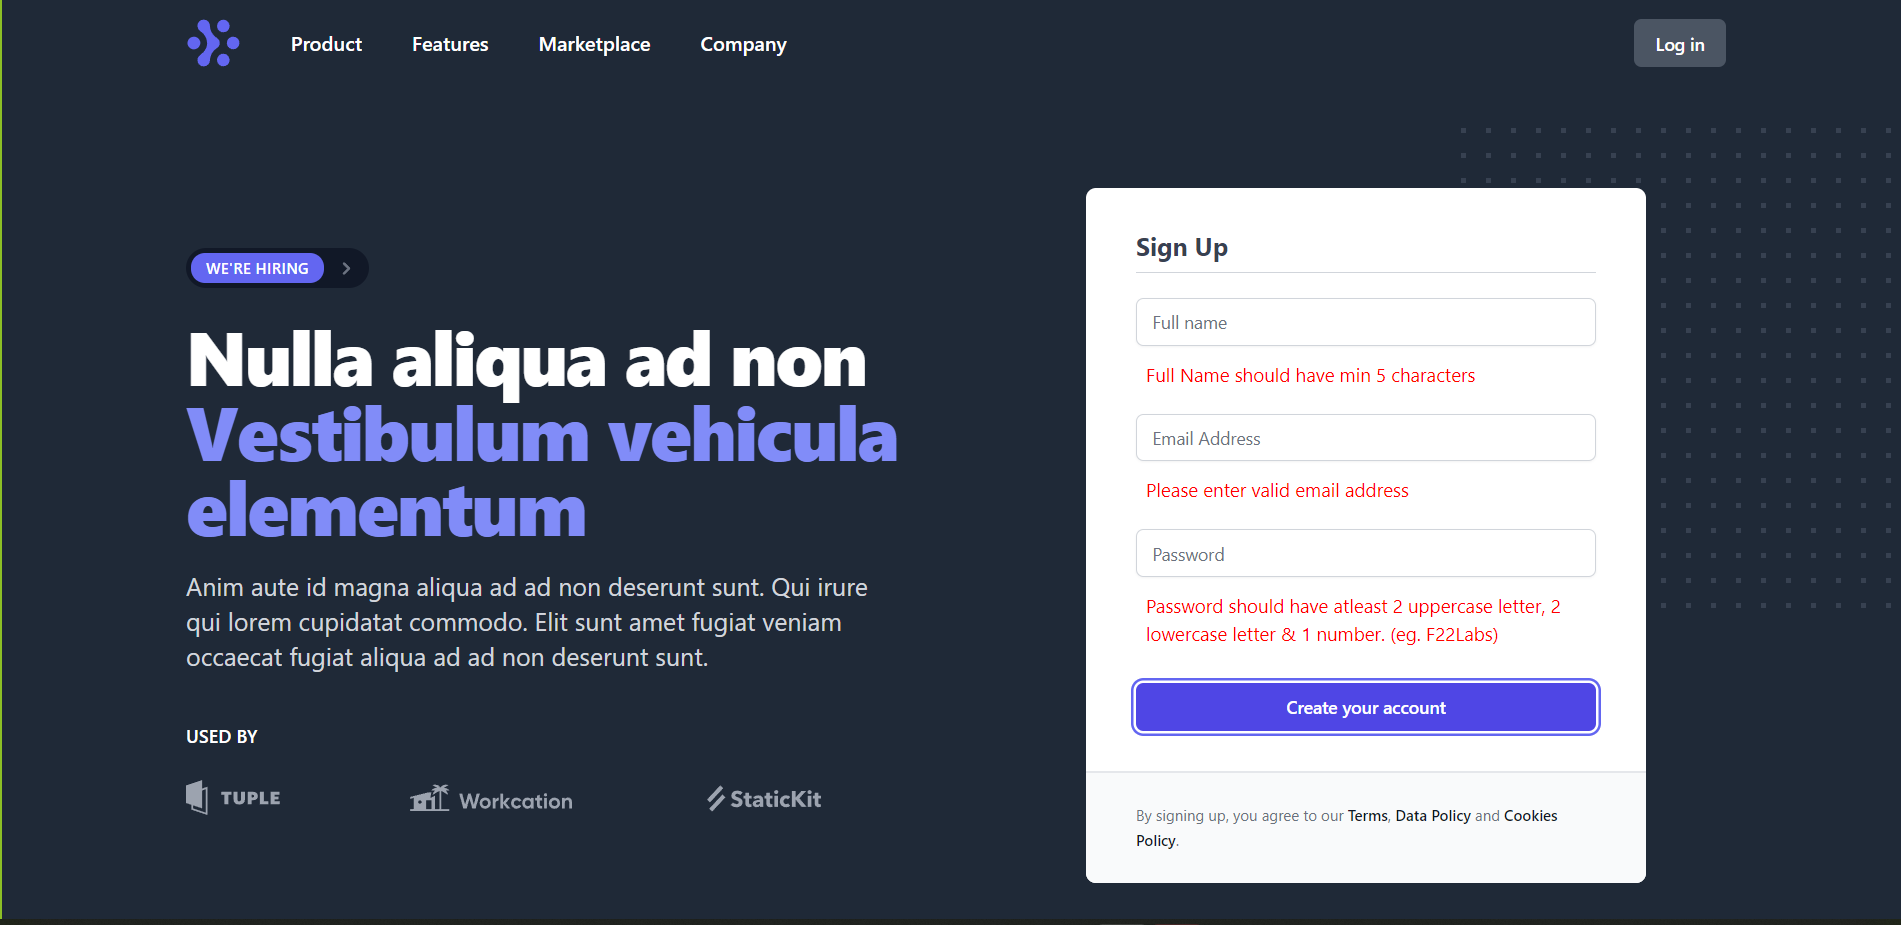 Product Features Marketplace Company Log in
WE'RE HIRING
Nulla aliqua ad non
Vestibulum vehicula
elementum
Anim aute id magna aliqua ad ad non deserunt sunt. Qui irure
qui lorem cupidatat commodo. Elit sunt amet fugiat veniam
occaecat fugiat aliqua ad ad non deserunt sunt.
USED BY
TUPLE Workcation StaticKit
Sign Up
Full name
Full Name should have min 5 characters
Email Address
Please enter valid email address
Password
Password should have atleast 2 uppercase letter, 2
lowercase letter & 1 number. (eg. F22Labs)
Create your account
By signing up, you agree to our Terms, Data Policy and Cookies
Policy.